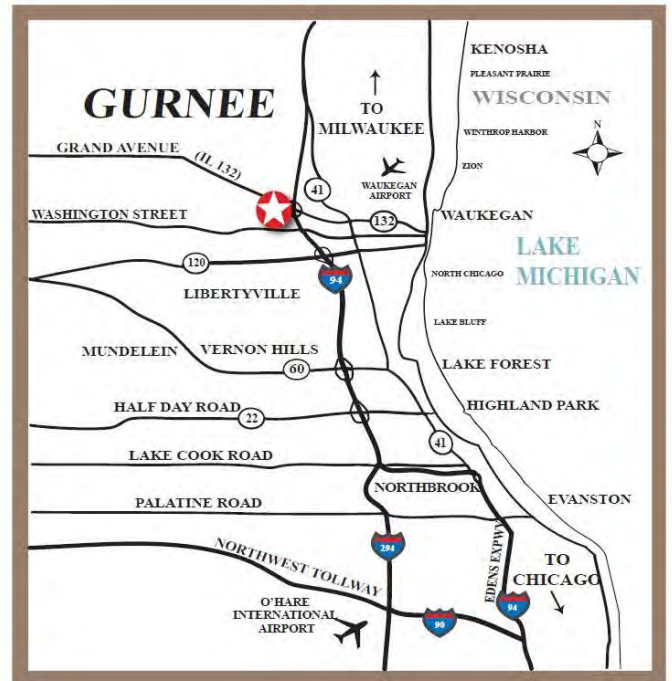 KENOSHA
PLEASANT PRAIRIE
WISCONSIN
GURNEE
TO
MILWAUKEE
WINTHROP HARBOR
N
GRAND AVENUE
(IL 132)
ZION
41
WAUKEGAN
AIRPORT
WASHINGTON STREET
132
WAUKEGAN
LAKE
MICHIGAN
120
94
NORTH CHICAGO
LIBERTYVILLE
LAKE BLUFF
MUNDELEIN
VERNON HILLS
60
LAKE FOREST
HALF DAY ROAD
22
HIGHLAND PARK
41
LAKE COOK ROAD
NORTHBROOK
EVANSTON
PALATINE ROAD
NORTHWEST TOLLWAY
294
EDENS EXPWY
TO
CHICAGO
O'HARE
INTERNATIONAL
AIRPORT
90
94